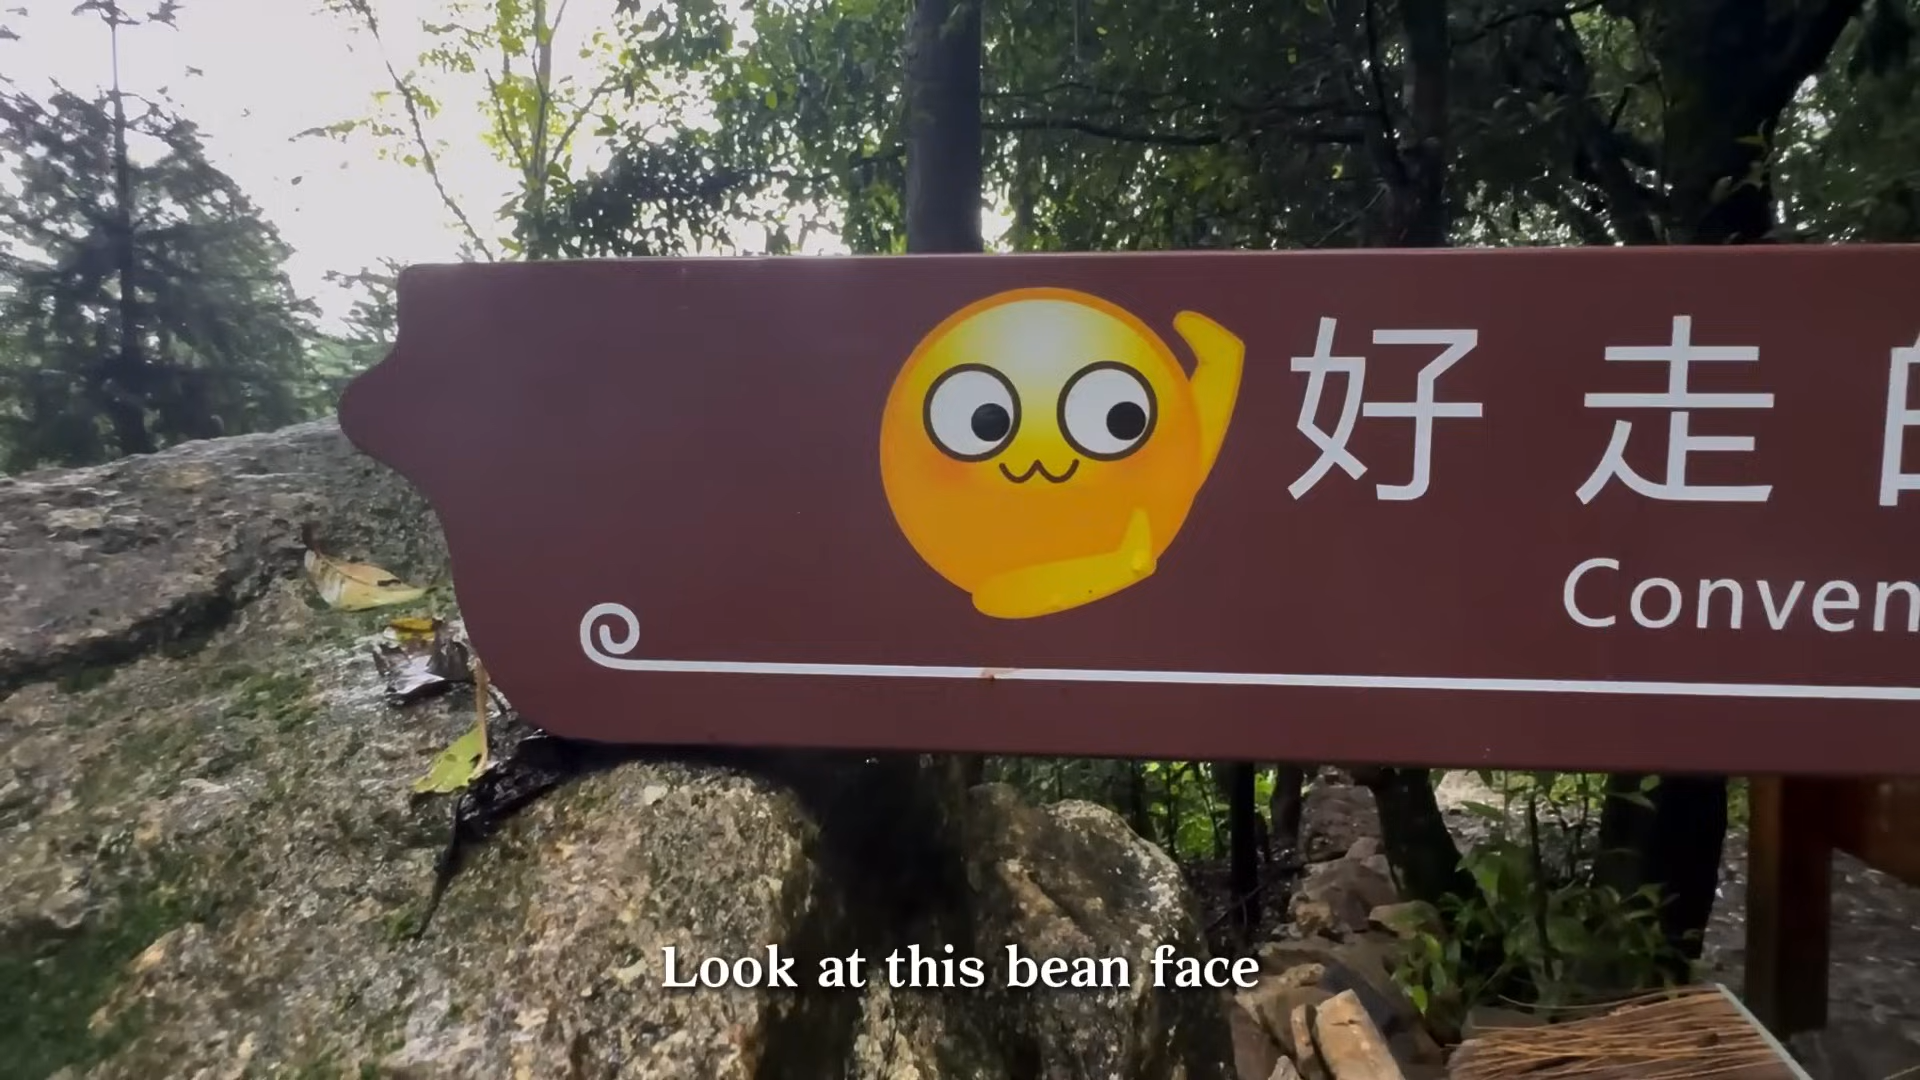 好走
Conven
Look at this bean face